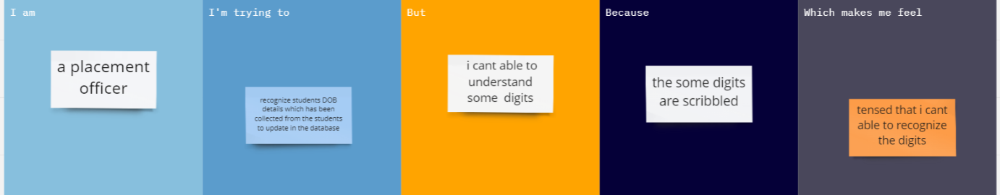 I am
a placement
officer
I'm trying to
recognize students DOB
details which has been
collected from the students
to update in the database
But
i cant able to
understand
some digits
Because
the some digits
are scribbled
Which makes me feel
tensed that i cant
able to recognize
the digits